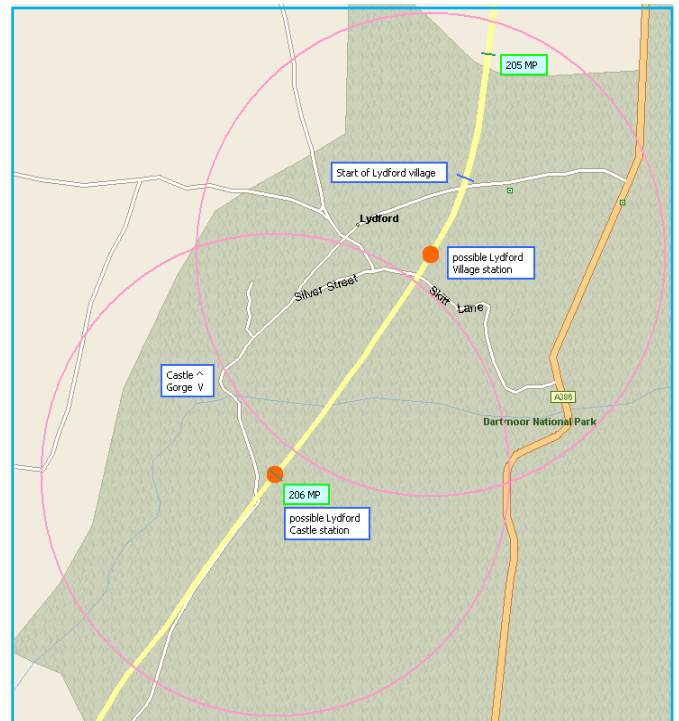 205 MP
Start of Lydford village
Lydford
possible Lydford
Village station
Silver Street
Skitt Lane
Castle ^
Gorge V
A386
Dartmoor National Park
206 MP
possible Lydford
Castle station